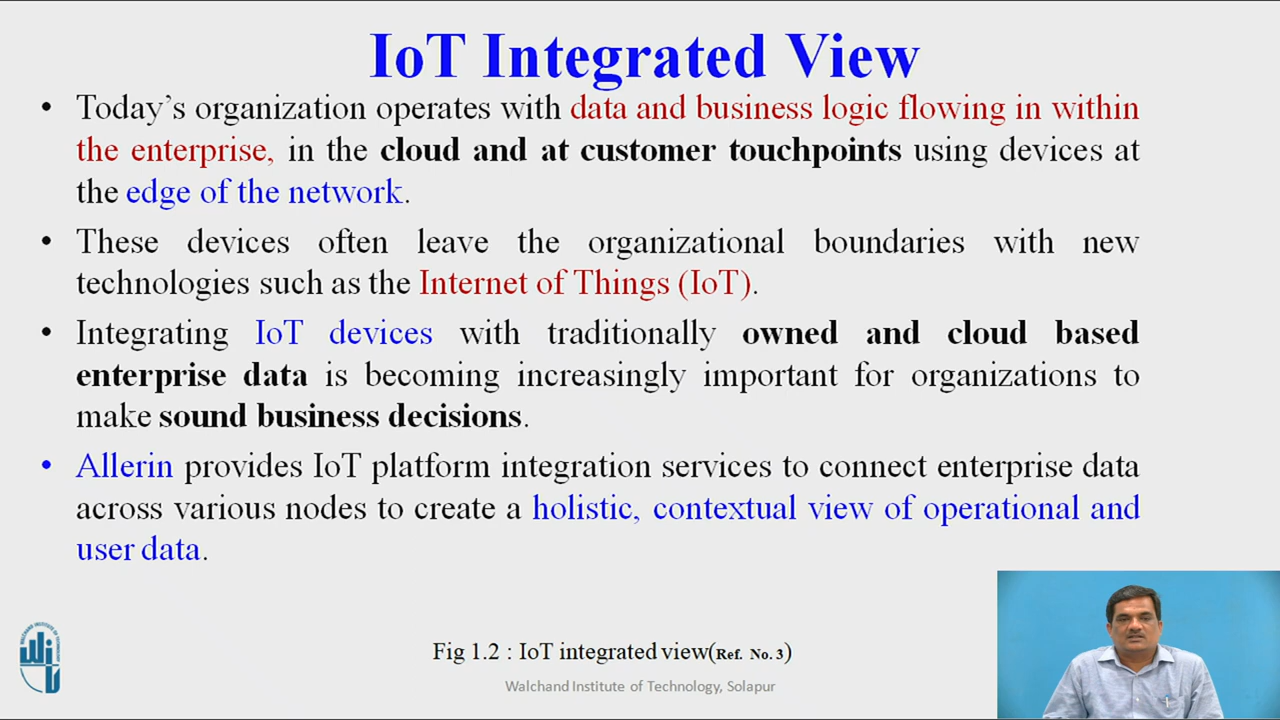 IoT Integrated View
• Today’s organization operates with data and business logic flowing in within
the enterprise, in the cloud and at customer touchpoints using devices at
the edge of the network.
• These devices often leave the organizational boundaries with new
technologies such as the Internet of Things (IoT).
• Integrating IoT devices with traditionally owned and cloud based
enterprise data is becoming increasingly important for organizations to
make sound business decisions.
• Allerin provides IoT platform integration services to connect enterprise data
across various nodes to create a holistic, contextual view of operational and
user data.
Fig 1.2 : IoT integrated view(Ref. No. 3)
Walchand Institute of Technology, Solapur
WALCHAND INSTITUTE OF TECHNOLOGY